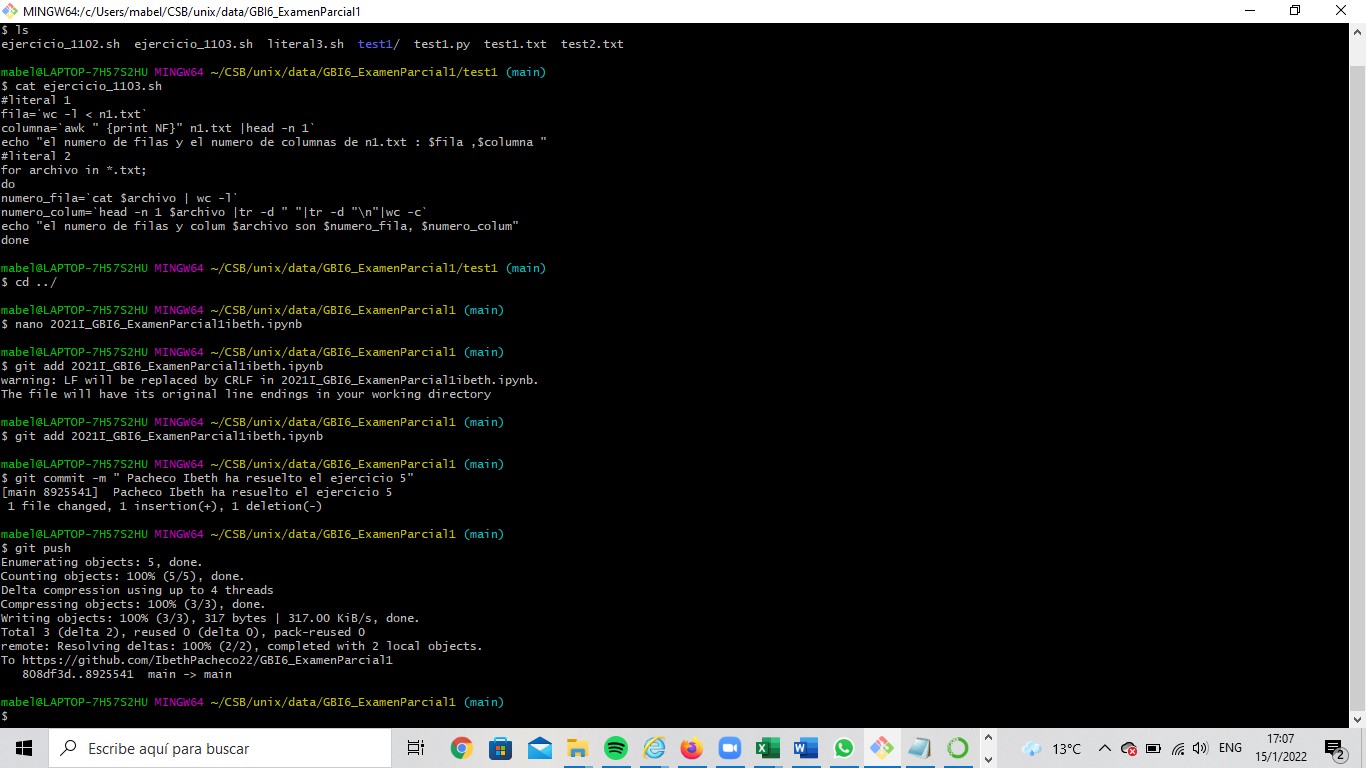 MINGW64:/c/Users/mabel/CSB/unix/data/GBI6_ExamenParcial1
$ ls
ejercicio_1102.sh  ejercicio_1103.sh  literal3.sh  test1/  test1.py  test1.txt  test2.txt
mabel@LAPTOP-7H57S2HU MINGW64 ~/CSB/unix/data/GBI6_ExamenParcial1/test1 (main)
$ cat ejercicio_1103.sh
#literal 1
fila=`wc -l < n1.txt`
columna=`awk " {print NF}" n1.txt |head -n 1`
echo "el numero de filas y el numero de columnas de n1.txt : $fila ,$columna "
#literal 2
for archivo in *.txt;
do
numero_fila=`cat $archivo | wc -l`
numero_colum=`head -n 1 $archivo |tr -d " "|tr -d "\n"|wc -c`
echo "el numero de filas y colum $archivo son $numero_fila, $numero_colum"
done
mabel@LAPTOP-7H57S2HU MINGW64 ~/CSB/unix/data/GBI6_ExamenParcial1/test1 (main)
$ cd ../
mabel@LAPTOP-7H57S2HU MINGW64 ~/CSB/unix/data/GBI6_ExamenParcial1 (main)
$ nano 2021I_GBI6_ExamenParcial1ibeth.ipynb
mabel@LAPTOP-7H57S2HU MINGW64 ~/CSB/unix/data/GBI6_ExamenParcial1 (main)
$ git add 2021I_GBI6_ExamenParcial1ibeth.ipynb
warning: LF will be replaced by CRLF in 2021I_GBI6_ExamenParcial1ibeth.ipynb.
The file will have its original line endings in your working directory
mabel@LAPTOP-7H57S2HU MINGW64 ~/CSB/unix/data/GBI6_ExamenParcial1 (main)
$ git add 2021I_GBI6_ExamenParcial1ibeth.ipynb
mabel@LAPTOP-7H57S2HU MINGW64 ~/CSB/unix/data/GBI6_ExamenParcial1 (main)
$ git commit -m " Pacheco Ibeth ha resuelto el ejercicio 5"
[main 8925541]  Pacheco Ibeth ha resuelto el ejercicio 5
 1 file changed, 1 insertion(+), 1 deletion(-)
mabel@LAPTOP-7H57S2HU MINGW64 ~/CSB/unix/data/GBI6_ExamenParcial1 (main)
$ git push
Enumerating objects: 5, done.
Counting objects: 100% (5/5), done.
Delta compression using up to 4 threads
Compressing objects: 100% (3/3), done.
Writing objects: 100% (3/3), 317 bytes | 317.00 KiB/s, done.
Total 3 (delta 2), reused 0 (delta 0), pack-reused 0
remote: Resolving deltas: 100% (2/2), completed with 2 local objects.
To https://github.com/IbethPacheco22/GBI6_ExamenParcial1
   808df3d..8925541  main -> main
mabel@LAPTOP-7H57S2HU MINGW64 ~/CSB/unix/data/GBI6_ExamenParcial1 (main)
$
Escribe aquí para buscar
13°C
ENG
17:07
15/1/2022
2